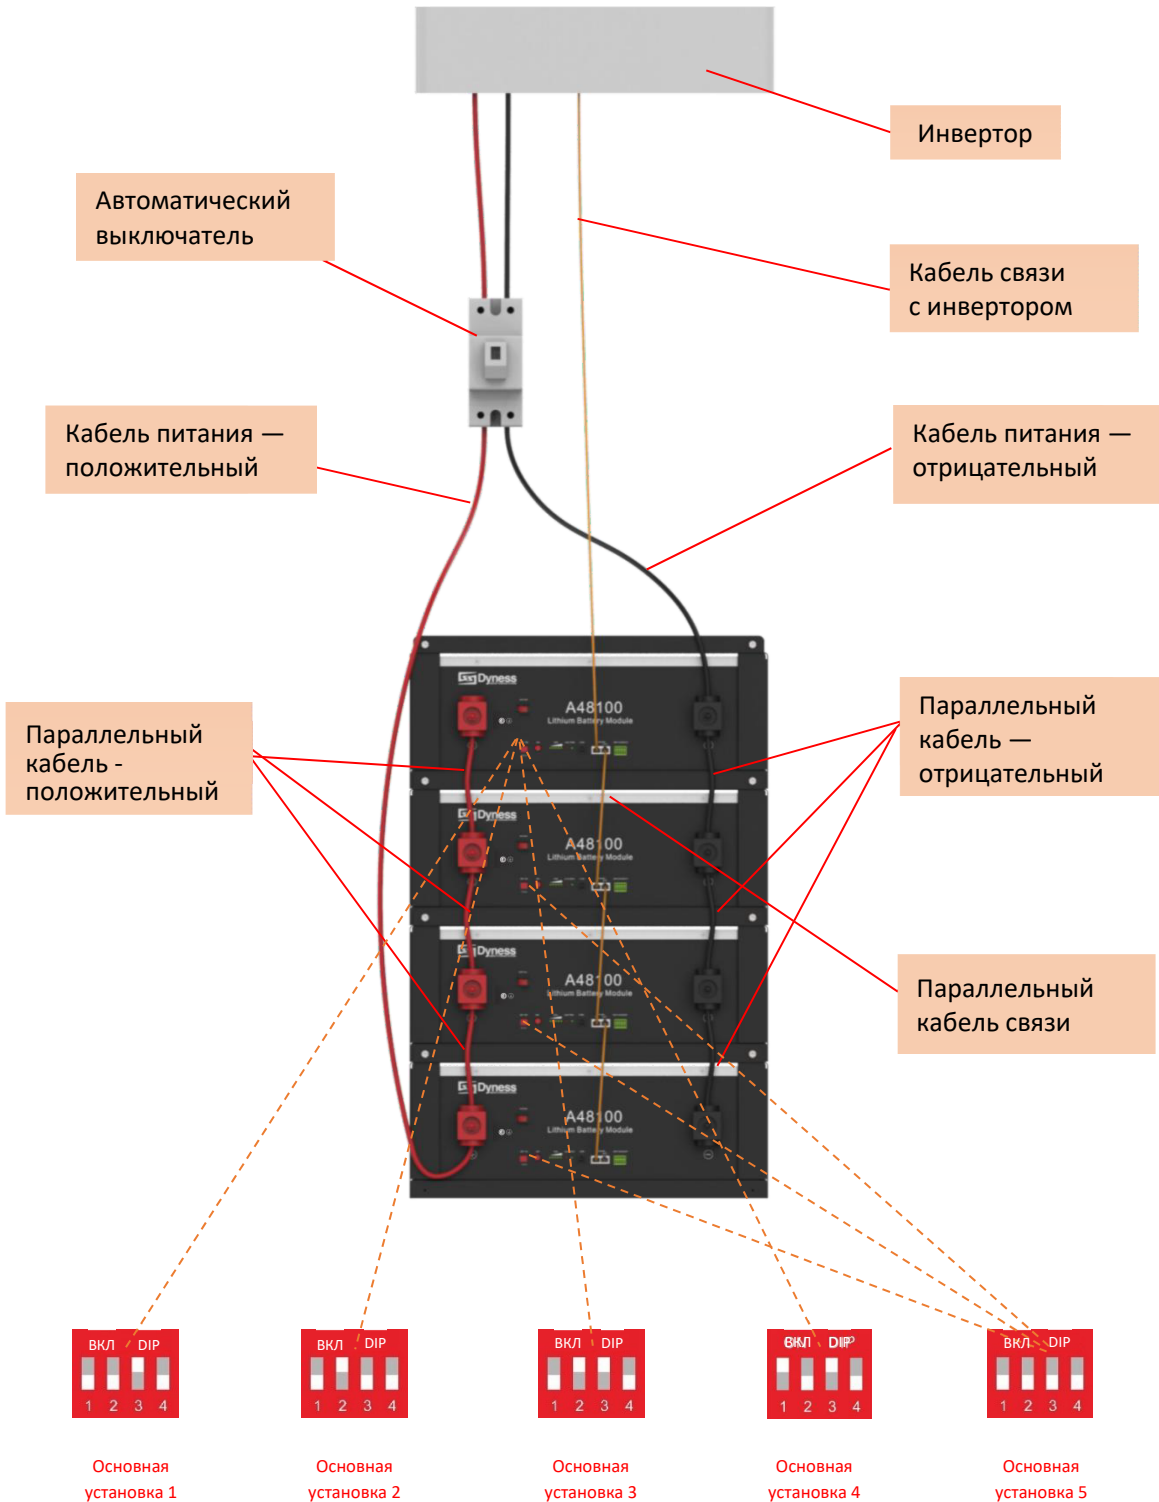 Инвертор
Автоматический
выключатель
Кабель связи
с инвертором
Кабель питания —
положительный
Кабель питания —
отрицательный
Dyness
A48100
Lithium Battery Module
Параллельный
кабель -
положительный
Параллельный
кабель —
отрицательный
Dyness
A48100
Lithium Battery Module
Dyness
A48100
Lithium Battery Module
Параллельный
кабель связи
Dyness
A48100
Lithium Battery Module
ВКЛ DIP
1 2 3 4
ВКЛ DIP
1 2 3 4
ВКЛ DIP
1 2 3 4
ВКЛ DIP
1 2 3 4
ВКЛ DIP
1 2 3 4
Основная
установка 1
Основная
установка 2
Основная
установка 3
Основная
установка 4
Основная
установка 5